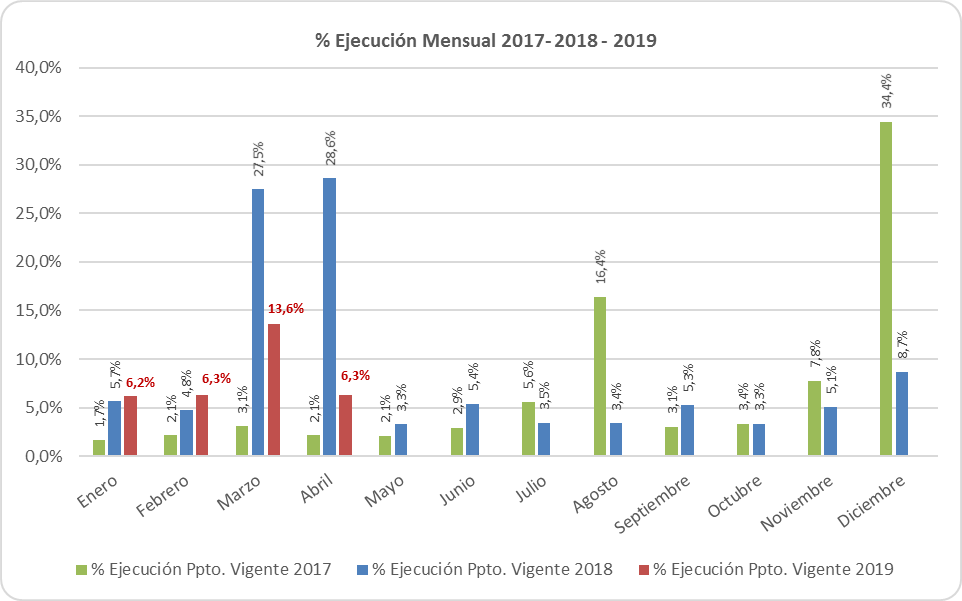 % Ejecución Mensual 2017- 2018 - 2019
40,0%
35,0%
30,0%
25,0%
20,0%
15,0%
10,0%
5,0%
0,0%
1,7%
5,7%
6,2%
2,1%
4,8%
6,3%
3,1%
27,5%
13,6%
2,1%
28,6%
6,3%
2,1%
3,3%
2,9%
5,4%
5,6%
3,5%
16,4%
3,4%
3,1%
5,3%
3,4%
3,3%
7,8%
5,1%
34,4%
8,7%
Enero
Febrero
Marzo
Abril
Mayo
Junio
Julio
Agosto
Septiembre
Octubre
Noviembre
Diciembre
% Ejecución Ppto. Vigente 2017
% Ejecución Ppto. Vigente 2018
% Ejecución Ppto. Vigente 2019